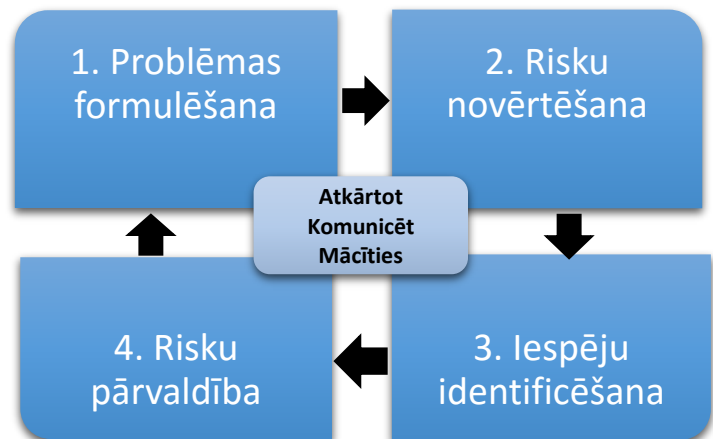 1. Problēmas
formulēšana
2. Risku
novērtēšana
Atkārtot
Komunicēt
Mācīties
4. Risku
pārvaldība
3. Iespēju
identificēšana